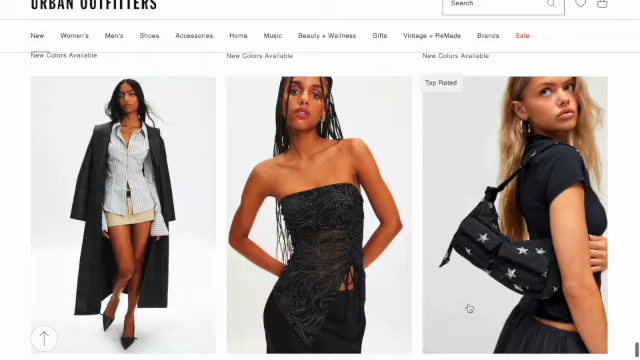 URBAN OUTFITTERS
Search
New Women's Men's Shoes Accessories Home Music Beauty + Wellness Gifts Vintage + ReMade Brands Sale
New Colors Available New Colors Available New Colors Available
Top Rated